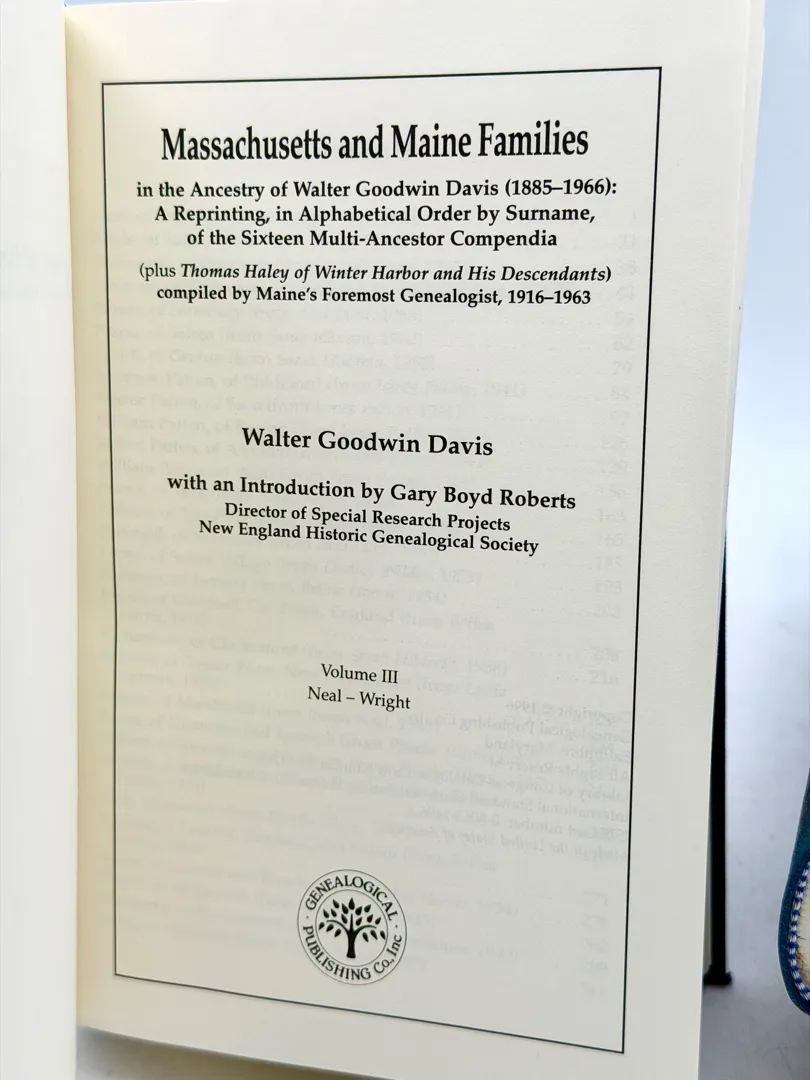 Massachusetts and Maine Families
in the Ancestry of Walter Goodwin Davis (1885–1966):
A Reprinting, in Alphabetical Order by Surname,
of the Sixteen Multi-Ancestor Compendia
(plus Thomas Haley of Winter Harbor and His Descendants)
compiled by Maine's Foremost Genealogist, 1916–1963
Walter Goodwin Davis
with an Introduction by Gary Boyd Roberts
Director of Special Research Projects
New England Historic Genealogical Society
Volume III
Neal – Wright
· GENEALOGICAL ·
PUBLISHING Co., Inc